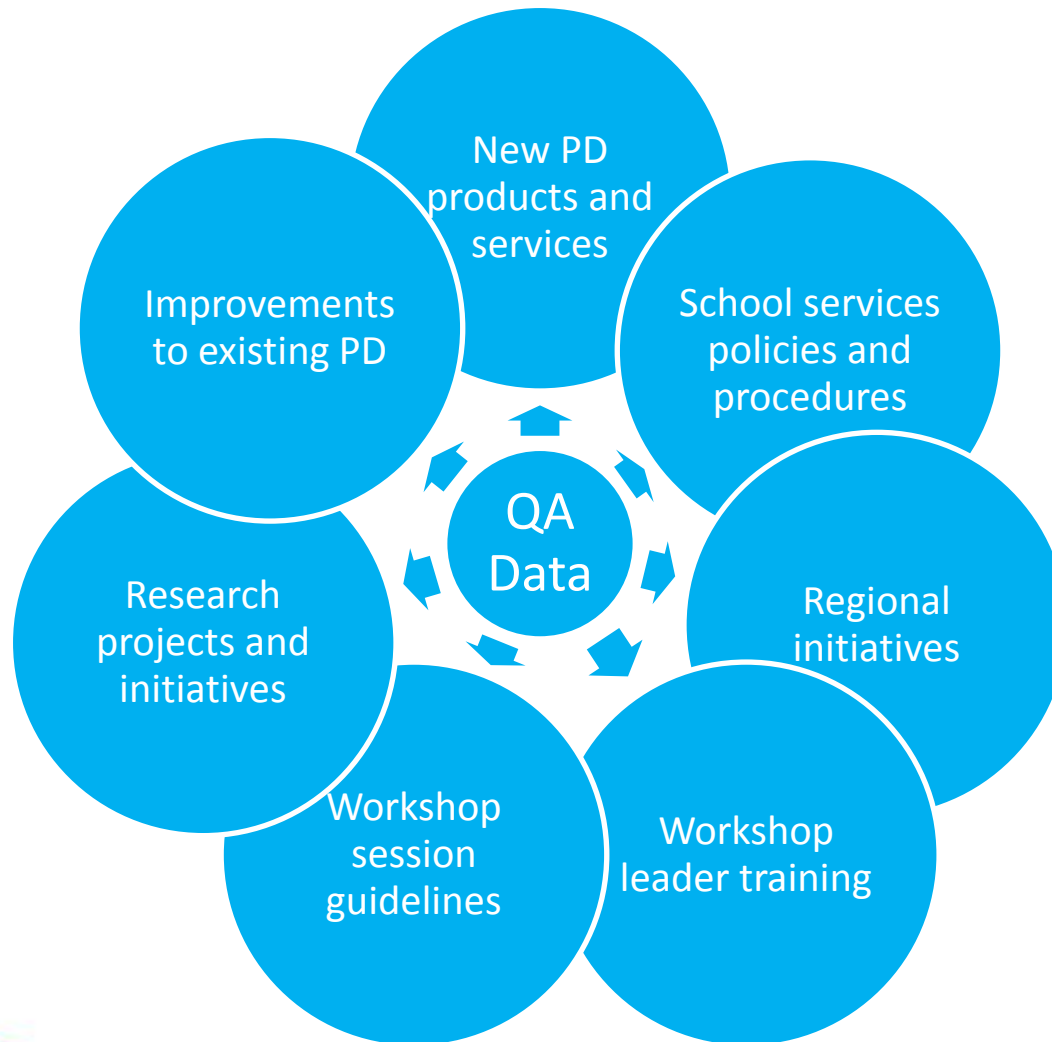 New PD
products and
services
School services
policies and
procedures
Regional
initiatives
Workshop
leader training
Workshop
session
guidelines
Research
projects and
initiatives
Improvements
to existing PD
QA
Data